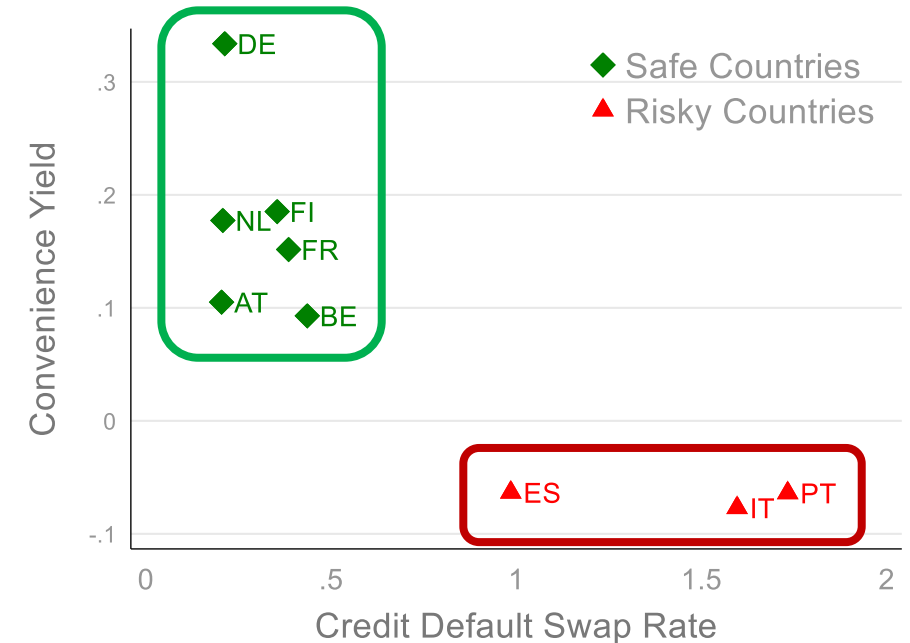 DE
.3
Safe Countries
Risky Countries
.2
NL
FI
FR
.1
AT
BE
0
ES
IT
PT
-.1
0
.5
1
1.5
2
Convenience Yield
Credit Default Swap Rate